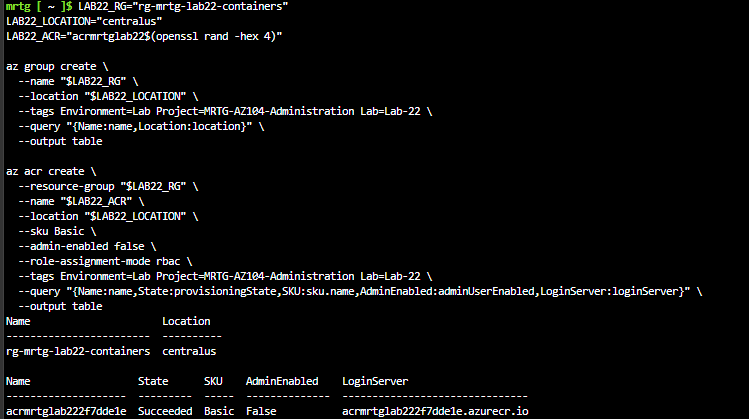 mrtg [ ~ ]$ LAB22_RG="rg-mrtg-lab22-containers"
LAB22_LOCATION="centralus"
LAB22_ACR="acrmrtglab22$(openssl rand -hex 4)"

az group create \
  --name "$LAB22_RG" \
  --location "$LAB22_LOCATION" \
  --tags Environment=Lab Project=MRTG-AZ104-Administration Lab=Lab-22 \
  --query "{Name:name,Location:location}" \
  --output table

az acr create \
  --resource-group "$LAB22_RG" \
  --name "$LAB22_ACR" \
  --location "$LAB22_LOCATION" \
  --sku Basic \
  --admin-enabled false \
  --role-assignment-mode rbac \
  --tags Environment=Lab Project=MRTG-AZ104-Administration Lab=Lab-22 \
  --query "{Name:name,State:provisioningState,SKU:sku.name,AdminEnabled:adminUserEnabled,LoginServer:loginServer}" \
  --output table
Name                      Location
------------------------  ----------
rg-mrtg-lab22-containers  centralus

Name                  State      SKU    AdminEnabled    LoginServer
--------------------  ---------  -----  --------------  -------------------------------
acrmrtglab222f7dde1e  Succeeded  Basic  False           acrmrtglab222f7dde1e.azurecr.io